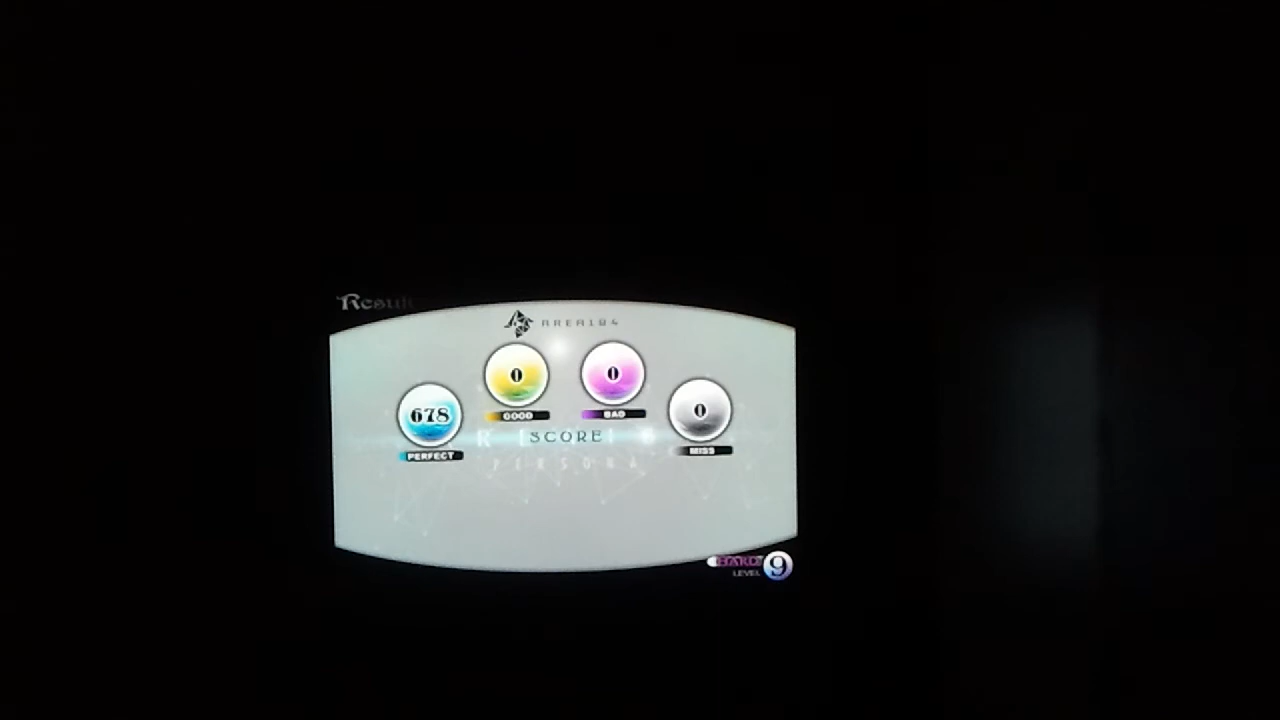 Result
AREA184
0
0
678
0
GOOD
BAD
[SCORE]
MISS
PERFECT
PERSONA
HARD
LEVEL 9